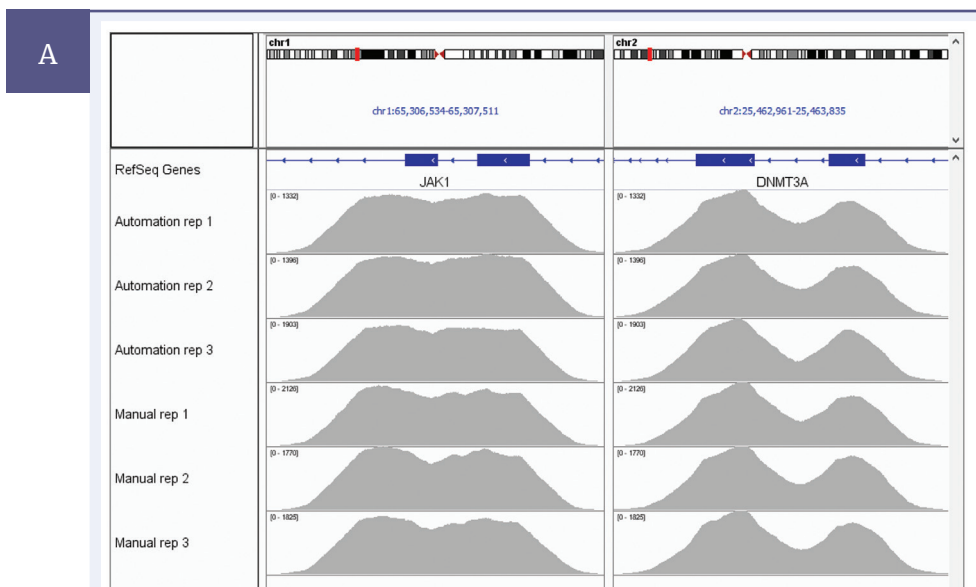 A
chr1
chr2
chr1:65,306,534-65,307,511
chr2:25,462,961-25,463,835
RefSeq Genes
JAK1
DNMT3A
Automation rep 1
[0 - 1332]
[0 - 1332]
Automation rep 2
[0 - 1396]
[0 - 1396]
Automation rep 3
[0 - 1903]
[0 - 1903]
Manual rep 1
[0 - 2126]
[0 - 2126]
Manual rep 2
[0 - 1770]
[0 - 1770]
Manual rep 3
[0 - 1825]
[0 - 1825]